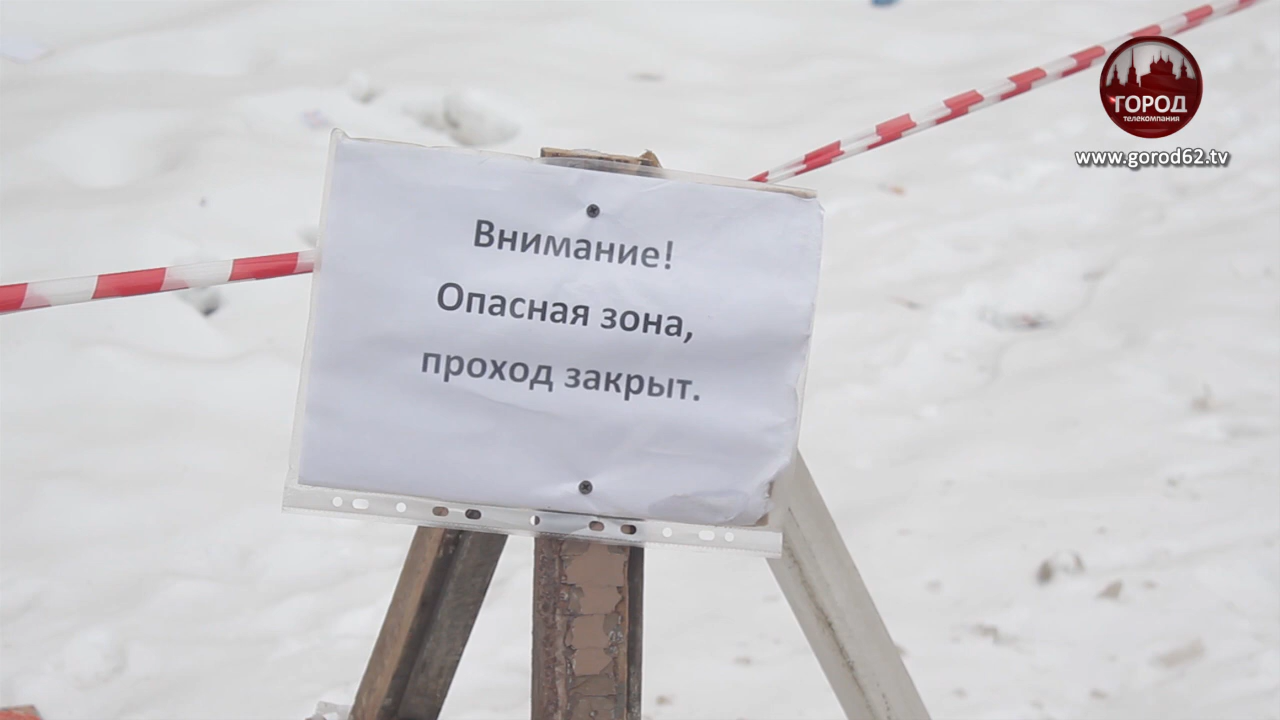 Внимание!
Опасная зона,
проход закрыт.
ГОРОД
телекомпания
www.gorod62.tv